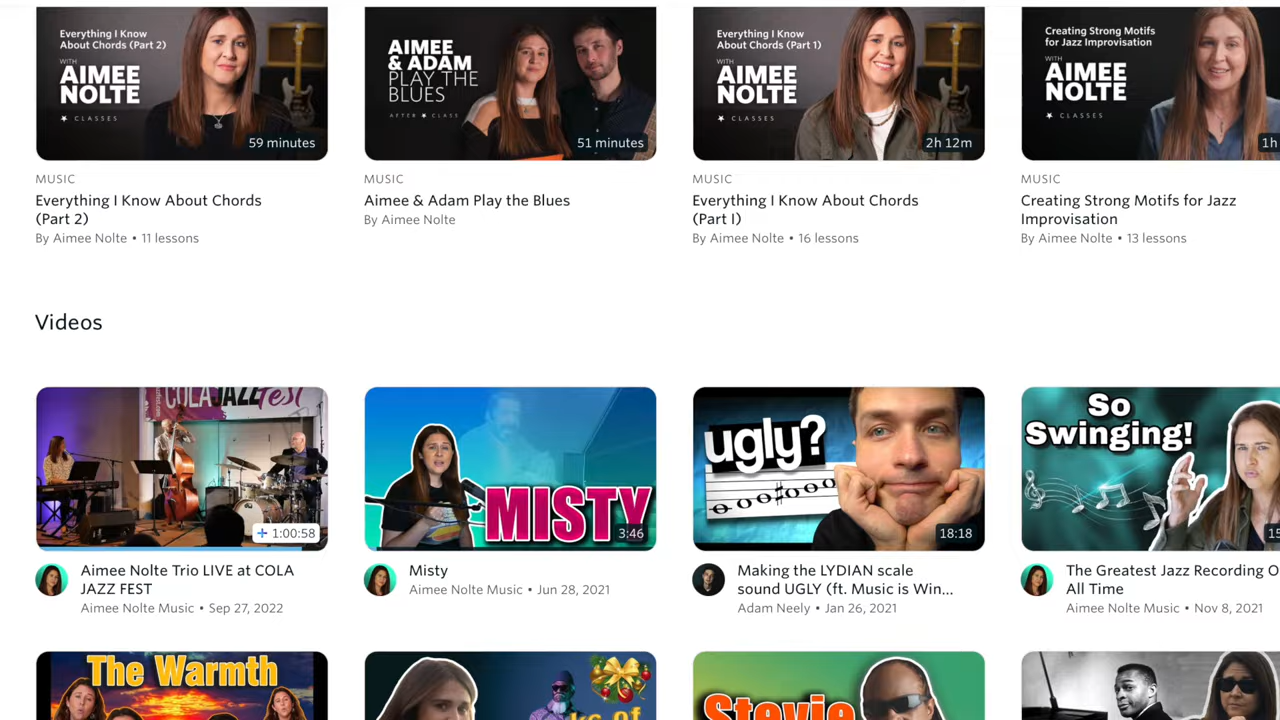 Everything I Know
About Chords (Part 2)
WITH
AIMEE
NOLTE
CLASSES
59 minutes
AIMEE
& ADAM
PLAY THE
BLUES
AFTER CLASS
51 minutes
Everything I Know
About Chords (Part 1)
WITH
AIMEE
NOLTE
CLASSES
2h 12m
Creating Strong Motifs
for Jazz Improvisation
WITH
AIMEE
NOLTE
CLASSES
1h
MUSIC
Everything I Know About Chords
(Part 2)
By Aimee Nolte • 11 lessons
MUSIC
Aimee & Adam Play the Blues
By Aimee Nolte
MUSIC
Everything I Know About Chords
(Part I)
By Aimee Nolte • 16 lessons
MUSIC
Creating Strong Motifs for Jazz
Improvisation
By Aimee Nolte • 13 lessons
Videos
COLAJAZZfest
+ 1:00:58
MISTY
3:46
ugly?
18:18
So
Swinging!
15
Aimee Nolte Trio LIVE at COLA
JAZZ FEST
Aimee Nolte Music • Sep 27, 2022
Misty
Aimee Nolte Music • Jun 28, 2021
Making the LYDIAN scale
sound UGLY (ft. Music is Win...
Adam Neely • Jan 26, 2021
The Greatest Jazz Recording O
All Time
Aimee Nolte Music • Nov 8, 2021
The Warmth
of
Stevie